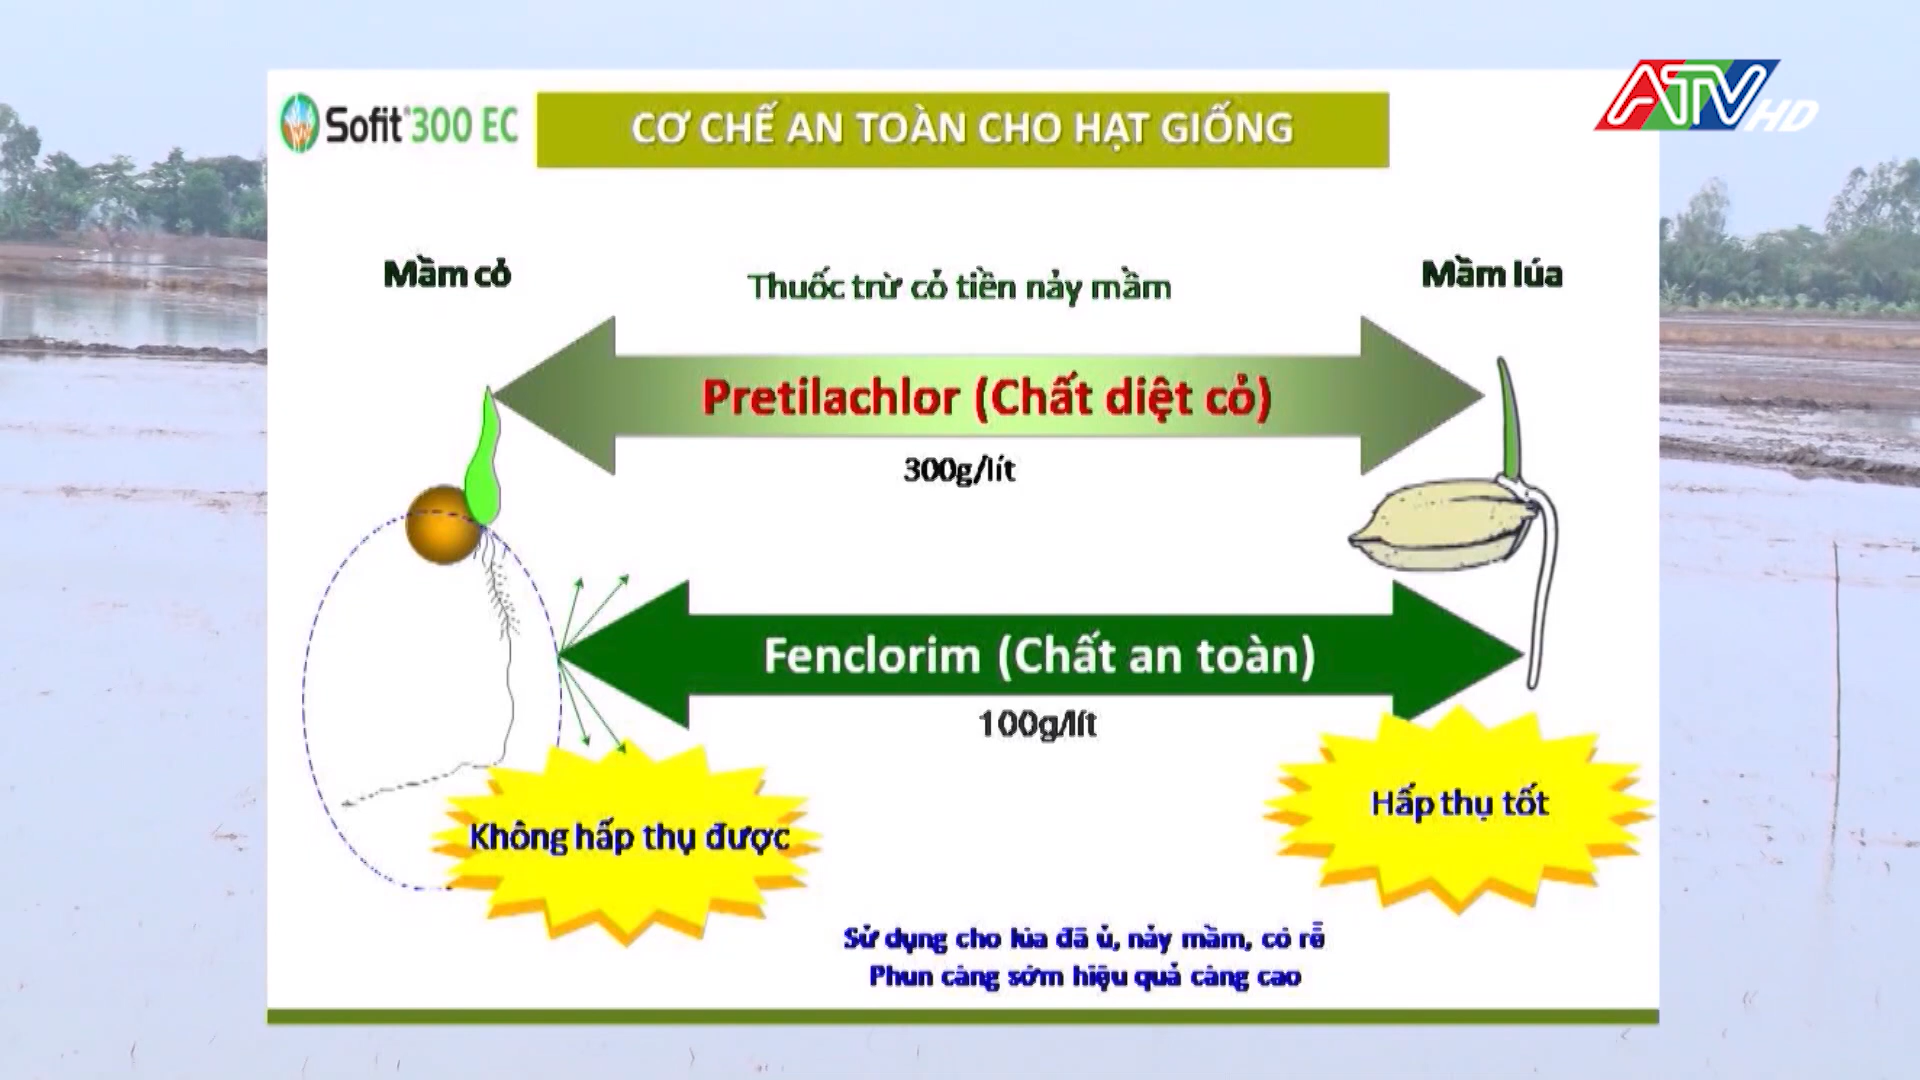 Sofit® 300 EC
CƠ CHẾ AN TOÀN CHO HẠT GIỐNG
ATV HD
Mầm cỏ
Thuốc trừ cỏ tiền nảy mầm
Mầm lúa
Pretilachlor (Chất diệt cỏ)
300g/lít
Fenclorim (Chất an toàn)
100g/lít
Không hấp thụ được
Hấp thụ tốt
Sử dụng cho lúa đã ủ, nảy mầm, có rễ
Phun càng sớm hiệu quả càng cao